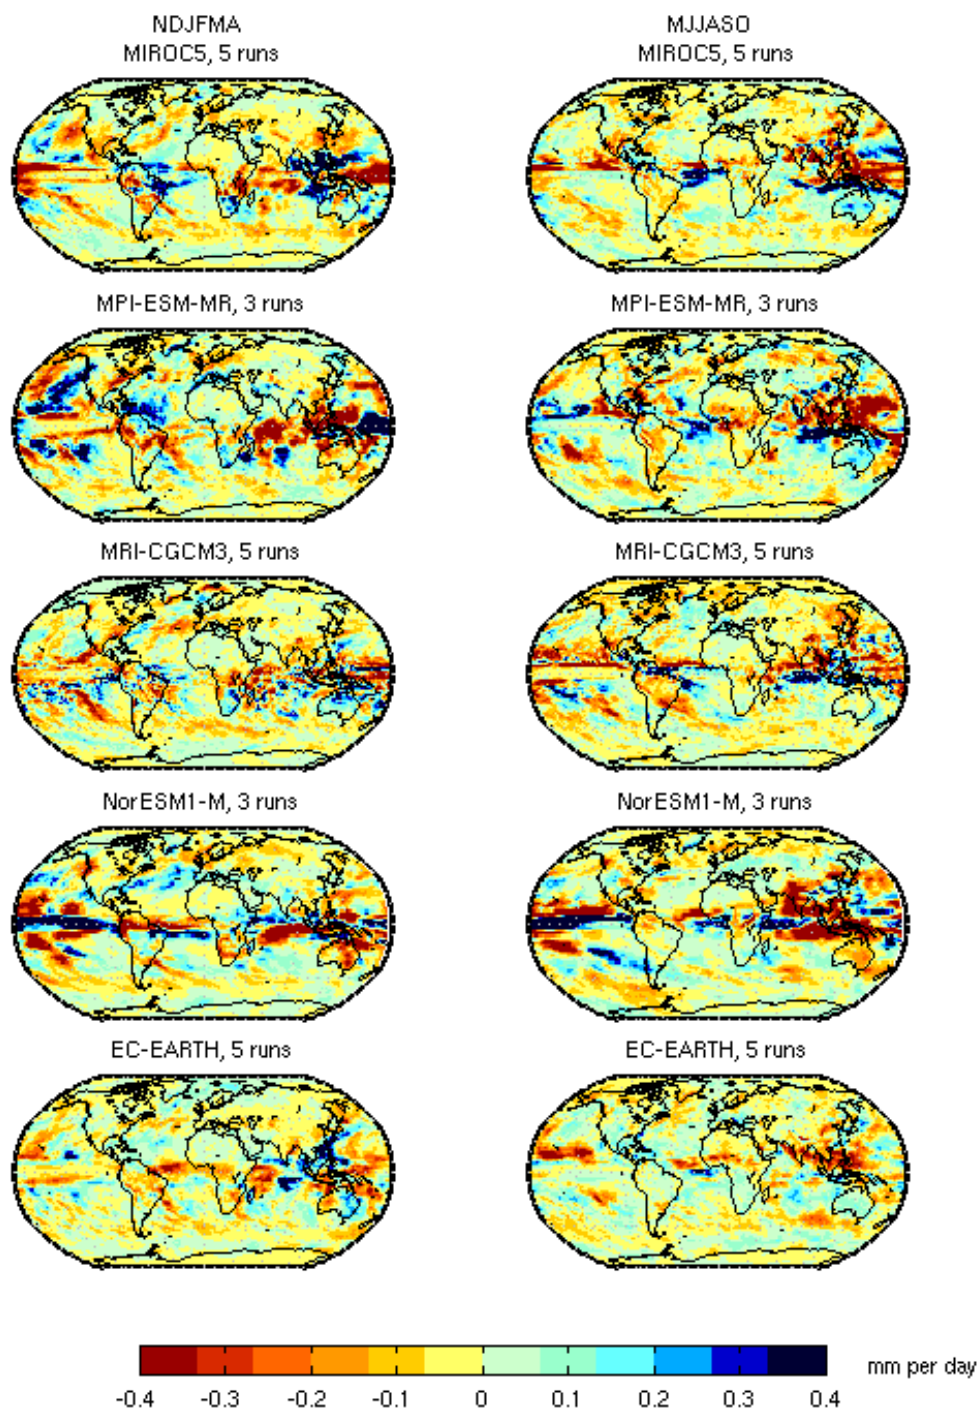 NDJFMA
MIROC5, 5 runs
MJJASO
MIROC5, 5 runs
MPI-ESM-MR, 3 runs
MPI-ESM-MR, 3 runs
MRI-CGCM3, 5 runs
MRI-CGCM3, 5 runs
NorESM1-M, 3 runs
NorESM1-M, 3 runs
EC-EARTH, 5 runs
EC-EARTH, 5 runs
mm per day
-0.4 -0.3 -0.2 -0.1 0 0.1 0.2 0.3 0.4